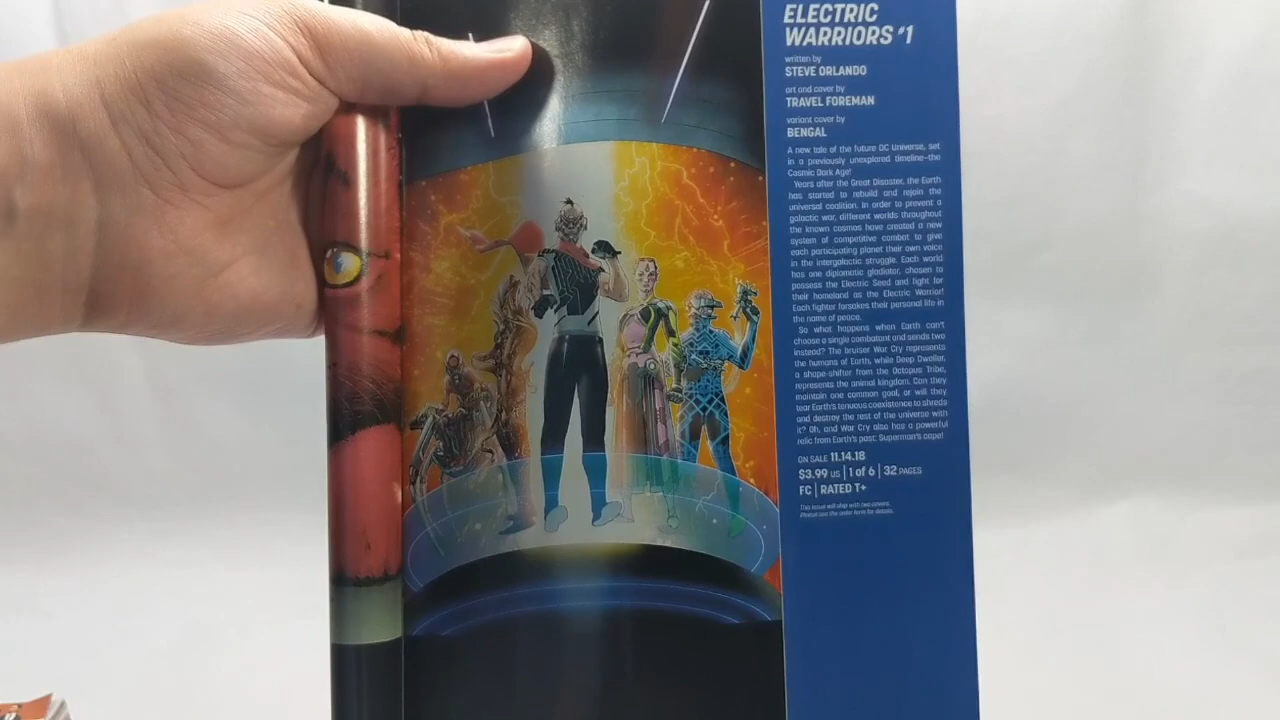 ELECTRIC
WARRIORS #1
written by
STEVE ORLANDO
art and cover by
TRAVEL FOREMAN
variant cover by
BENGAL
A new tale of the future DC Universe, set
in a previously unexplored timeline–the
Cosmic Dark Age!
Years after the Great Disaster, the Earth
has started to rebuild and rejoin the
universal coalition. In order to prevent a
galactic war, different worlds throughout
the known cosmos have created a new
system of competitive combat to give
each participating planet their own voice
in the intergalactic struggle. Each world
has one diplomatic gladiator, chosen to
possess the Electric Seed and fight for
their homeland as the Electric Warrior!
Each fighter forsakes their personal life in
the name of peace.
So what happens when Earth can't
choose a single combatant and sends two
instead? The bruiser War Cry represents
the humans of Earth, while Deep Dweller,
a shape-shifter from the Octopus Tribe,
represents the animal kingdom. Can they
maintain one common goal, or will they
tear Earth's tenuous coexistence to shreds
and destroy the rest of the universe with
it? Oh, and War Cry also has a powerful
relic from Earth's past: Superman's cape!
ON SALE 11.14.18
$3.99 US | 1 of 6 | 32 PAGES
FC | RATED T+
This issue will ship with two covers.
Please see the order form for details.